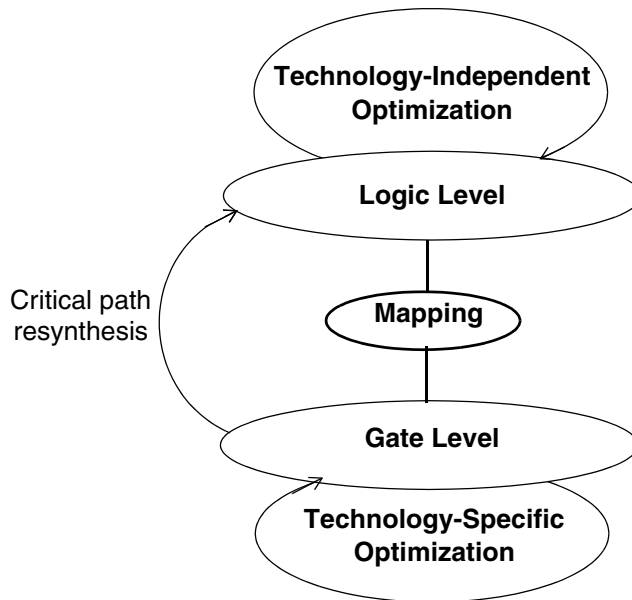 Technology-Independent
Optimization
Logic Level
Critical path
resynthesis
Mapping
Gate Level
Technology-Specific
Optimization